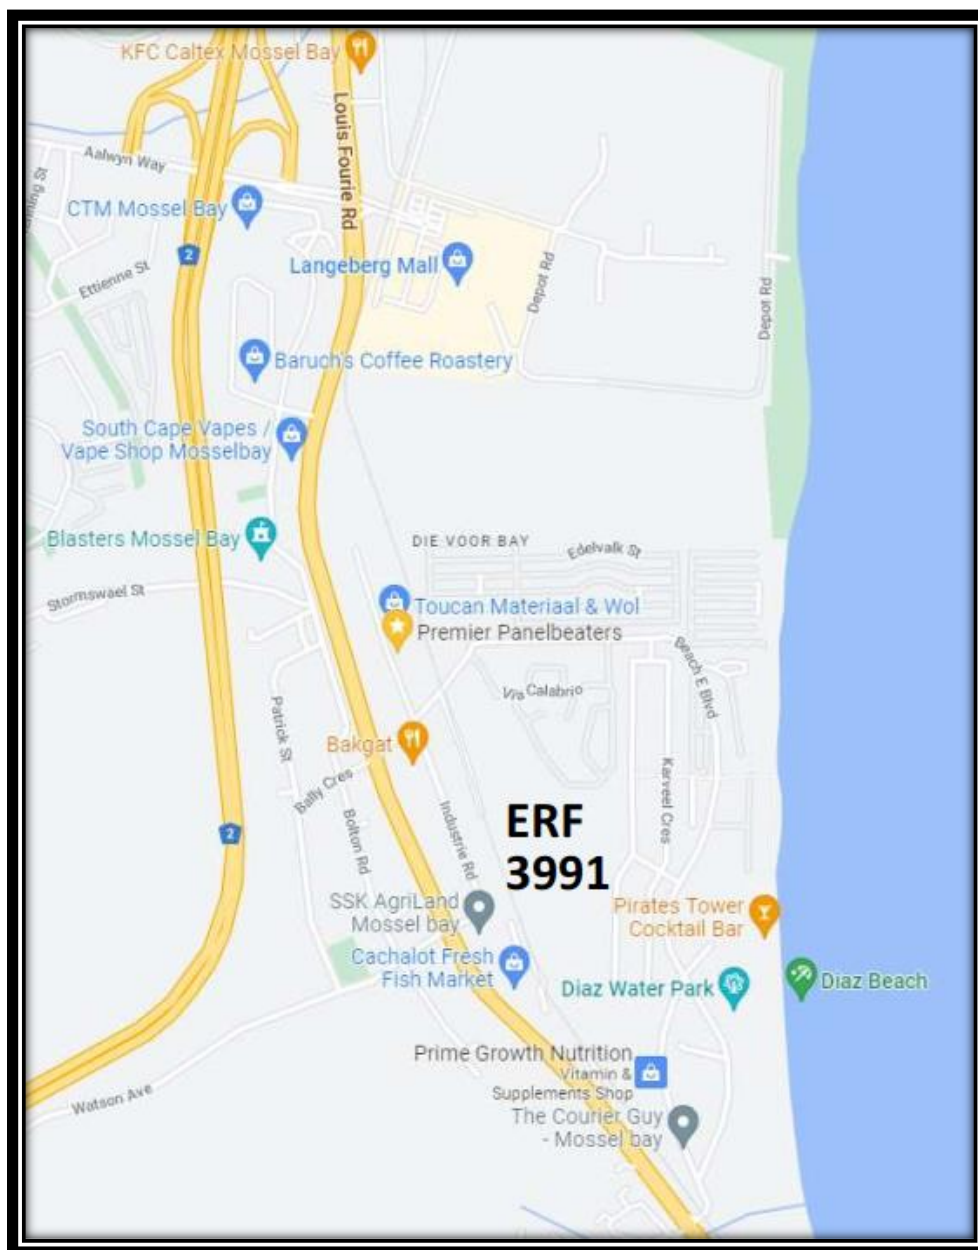 KFC Caltex Mossel Bay
Louis Fourie Rd
Aalwyn Way
CTM Mossel Bay
2
Langeberg Mall
Ettienne St
Depot Rd
Depot Rd
Baruch's Coffee Roastery
South Cape Vapes /
Vape Shop Mosselbay
Blasters Mossel Bay
DIE VOOR BAY
Edelvalk St
Stormswael St
Toucan Materiaal & Wol
Premier Panelbeaters
Beach E Blvd
Via Calabrio
Patrick St
Bakgat
Bally Cres
Karveel Cres
Industrie Rd
Bolton Rd
2
ERF
3991
SSK AgriLand
Mossel bay
Pirates Tower
Cocktail Bar
Cachalot Fresh
Fish Market
Diaz Water Park
Diaz Beach
Prime Growth Nutrition
Vitamin &
Supplements Shop
Watson Ave
The Courier Guy
- Mossel bay